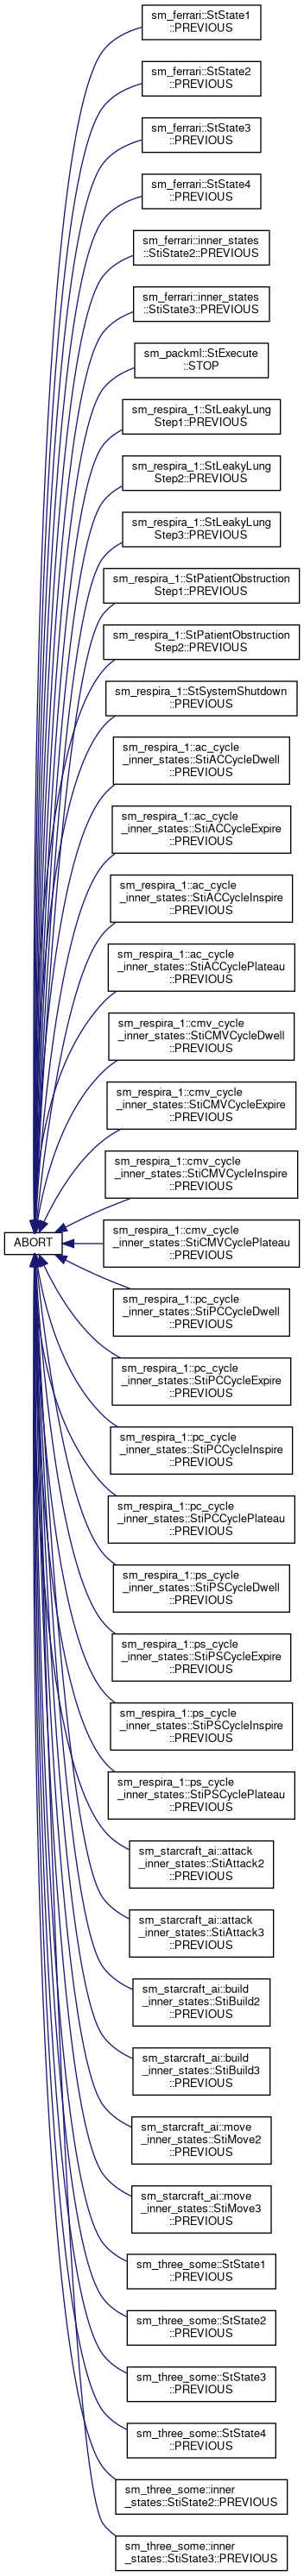 sm_ferrari::StState1
::PREVIOUS
sm_ferrari::StState2
::PREVIOUS
sm_ferrari::StState3
::PREVIOUS
sm_ferrari::StState4
::PREVIOUS
sm_ferrari::inner_states
::StiState2::PREVIOUS
sm_ferrari::inner_states
::StiState3::PREVIOUS
sm_packml::StExecute
::STOP
sm_respira_1::StLeakyLung
Step1::PREVIOUS
sm_respira_1::StLeakyLung
Step2::PREVIOUS
sm_respira_1::StLeakyLung
Step3::PREVIOUS
sm_respira_1::StPatientObstruction
Step1::PREVIOUS
sm_respira_1::StPatientObstruction
Step2::PREVIOUS
sm_respira_1::StSystemShutdown
::PREVIOUS
sm_respira_1::ac_cycle
_inner_states::StiACCycleDwell
::PREVIOUS
sm_respira_1::ac_cycle
_inner_states::StiACCycleExpire
::PREVIOUS
sm_respira_1::ac_cycle
_inner_states::StiACCycleInspire
::PREVIOUS
sm_respira_1::ac_cycle
_inner_states::StiACCyclePlateau
::PREVIOUS
sm_respira_1::cmv_cycle
_inner_states::StiCMVCycleDwell
::PREVIOUS
sm_respira_1::cmv_cycle
_inner_states::StiCMVCycleExpire
::PREVIOUS
sm_respira_1::cmv_cycle
_inner_states::StiCMVCycleInspire
::PREVIOUS
ABORT
sm_respira_1::cmv_cycle
_inner_states::StiCMVCyclePlateau
::PREVIOUS
sm_respira_1::pc_cycle
_inner_states::StiPCCycleDwell
::PREVIOUS
sm_respira_1::pc_cycle
_inner_states::StiPCCycleExpire
::PREVIOUS
sm_respira_1::pc_cycle
_inner_states::StiPCCycleInspire
::PREVIOUS
sm_respira_1::pc_cycle
_inner_states::StiPCCyclePlateau
::PREVIOUS
sm_respira_1::ps_cycle
_inner_states::StiPSCycleDwell
::PREVIOUS
sm_respira_1::ps_cycle
_inner_states::StiPSCycleExpire
::PREVIOUS
sm_respira_1::ps_cycle
_inner_states::StiPSCycleInspire
::PREVIOUS
sm_respira_1::ps_cycle
_inner_states::StiPSCyclePlateau
::PREVIOUS
sm_starcraft_ai::attack
_inner_states::StiAttack2
::PREVIOUS
sm_starcraft_ai::attack
_inner_states::StiAttack3
::PREVIOUS
sm_starcraft_ai::build
_inner_states::StiBuild2
::PREVIOUS
sm_starcraft_ai::build
_inner_states::StiBuild3
::PREVIOUS
sm_starcraft_ai::move
_inner_states::StiMove2
::PREVIOUS
sm_starcraft_ai::move
_inner_states::StiMove3
::PREVIOUS
sm_three_some::StState1
::PREVIOUS
sm_three_some::StState2
::PREVIOUS
sm_three_some::StState3
::PREVIOUS
sm_three_some::StState4
::PREVIOUS
sm_three_some::inner
_states::StiState2::PREVIOUS
sm_three_some::inner
_states::StiState3::PREVIOUS